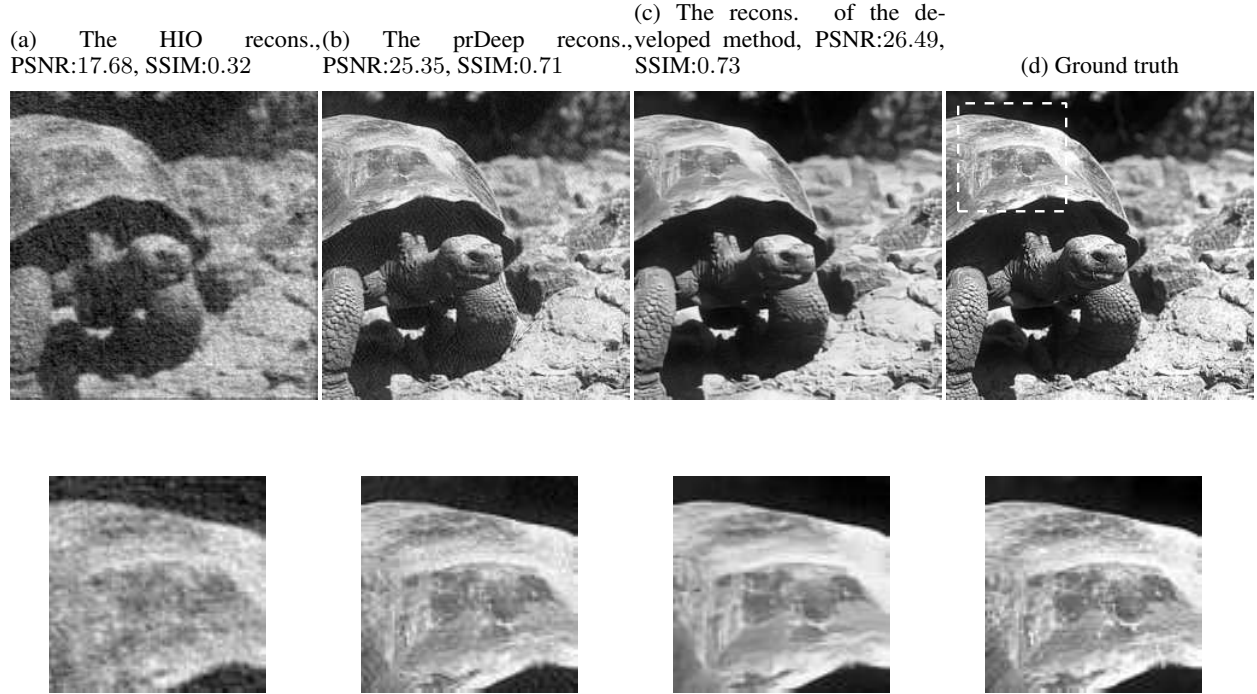 (a) The HIO recons.,
PSNR:17.68, SSIM:0.32
(b) The prDeep recons.,
PSNR:25.35, SSIM:0.71
(c) The recons. of the de-
veloped method, PSNR:26.49,
SSIM:0.73
(d) Ground truth